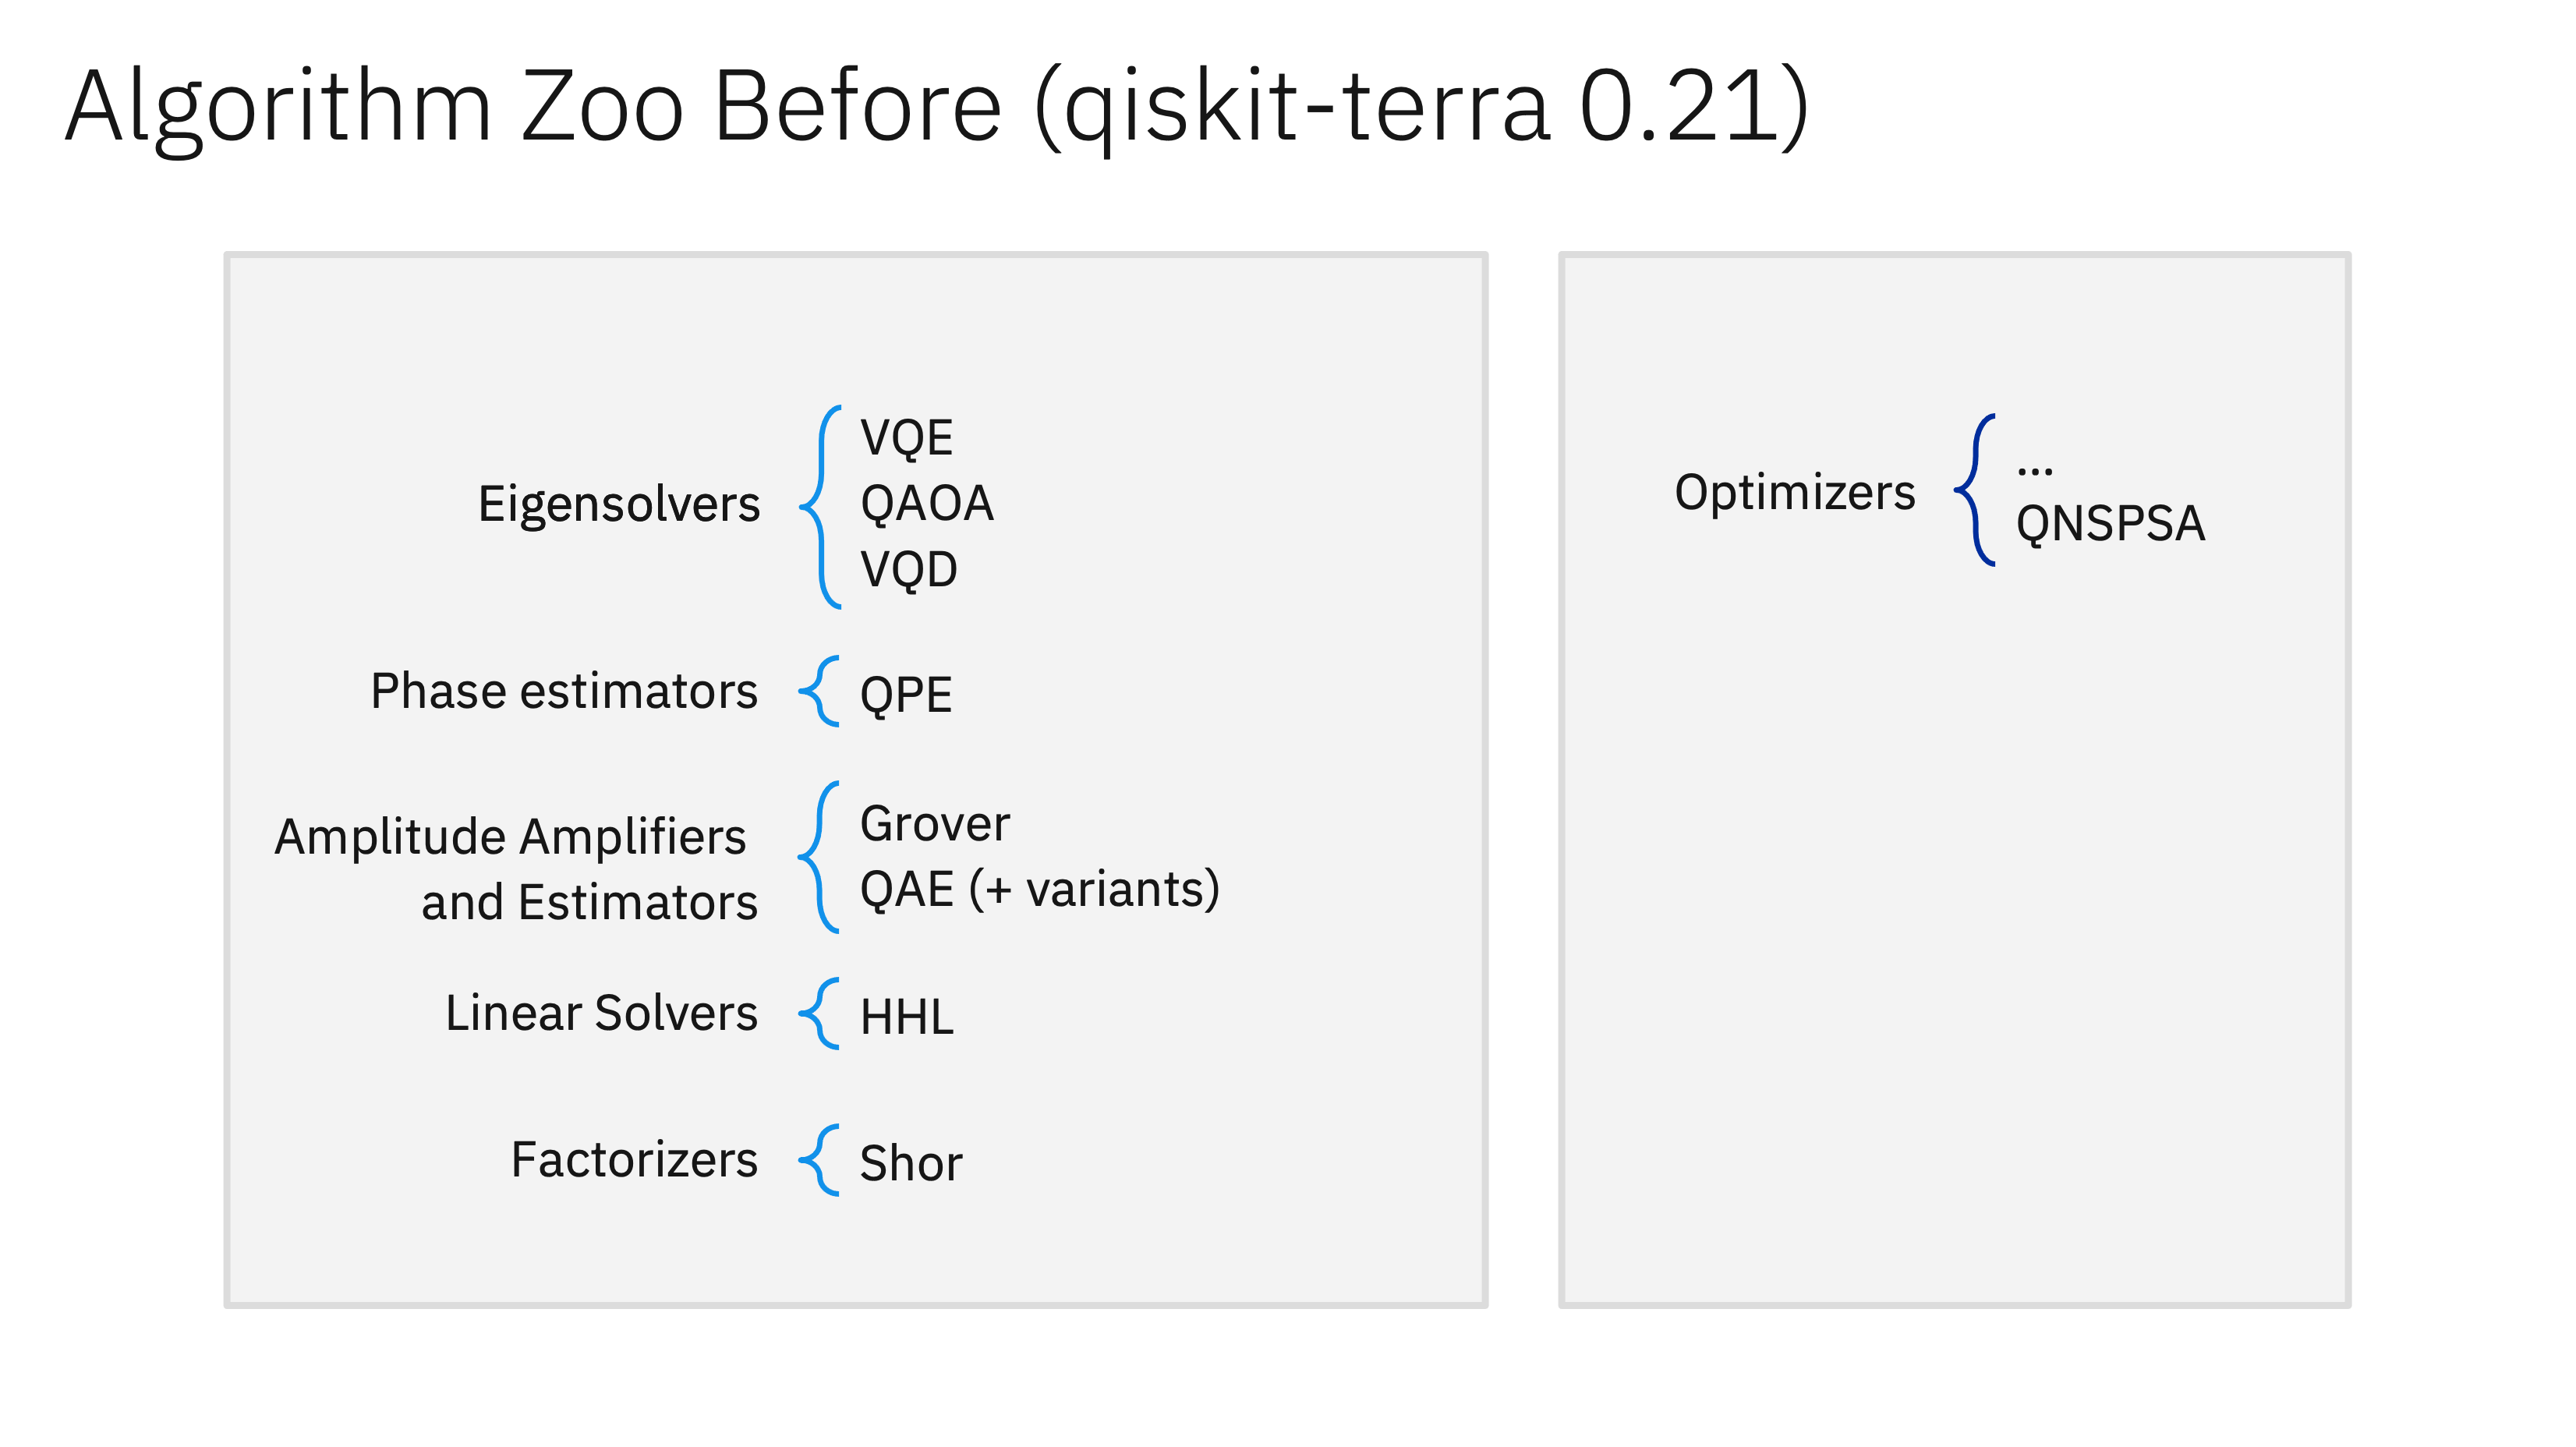 Algorithm Zoo Before (qiskit-terra 0.21)
Eigensolvers
VQE
QAOA
VQD
Phase estimators
QPE
Amplitude Amplifiers
and Estimators
Grover
QAE (+ variants)
Linear Solvers
HHL
Factorizers
Shor
Optimizers
...
QNSPSA